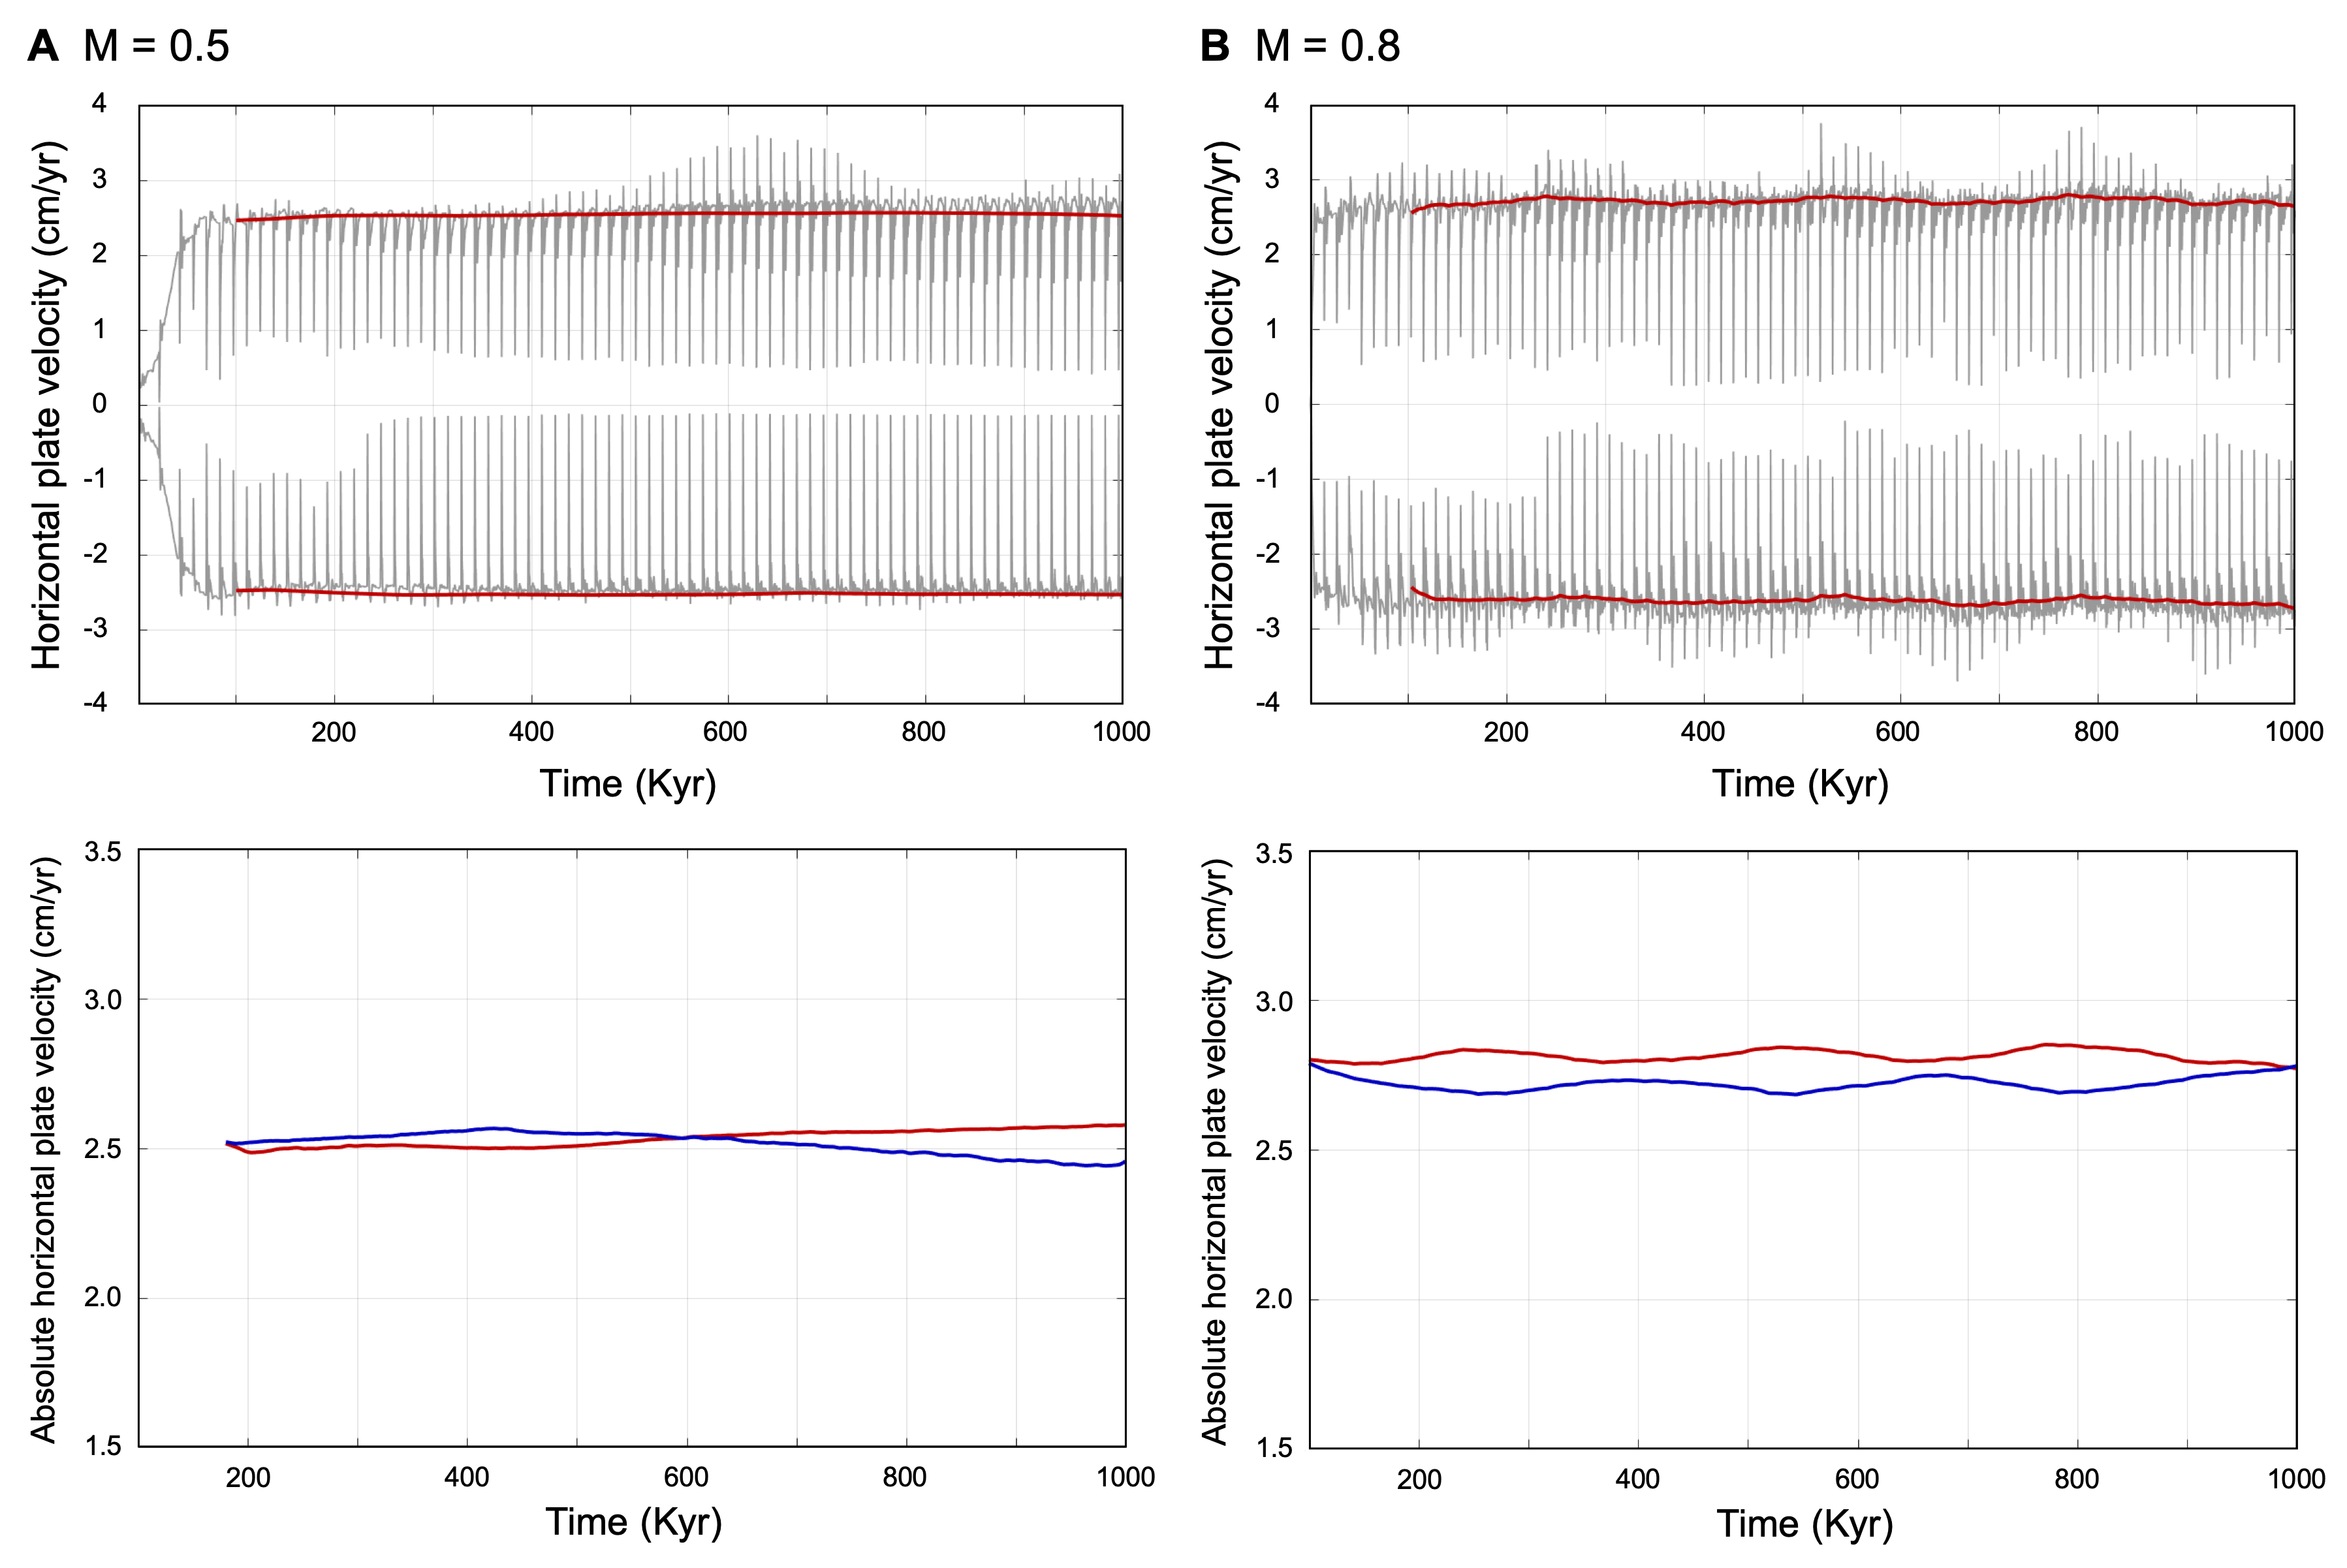 A M = 0.5
Horizontal plate velocity (cm/yr)
4
3
2
1
0
-1
-2
-3
-4
200 400 600 800 1000
Time (Kyr)
B M = 0.8
Horizontal plate velocity (cm/yr)
4
3
2
1
0
-1
-2
-3
-4
200 400 600 800 1000
Time (Kyr)
Absolute horizontal plate velocity (cm/yr)
3.5
3.0
2.5
2.0
1.5
200 400 600 800 1000
Time (Kyr)
Absolute horizontal plate velocity (cm/yr)
3.5
3.0
2.5
2.0
1.5
200 400 600 800 1000
Time (Kyr)